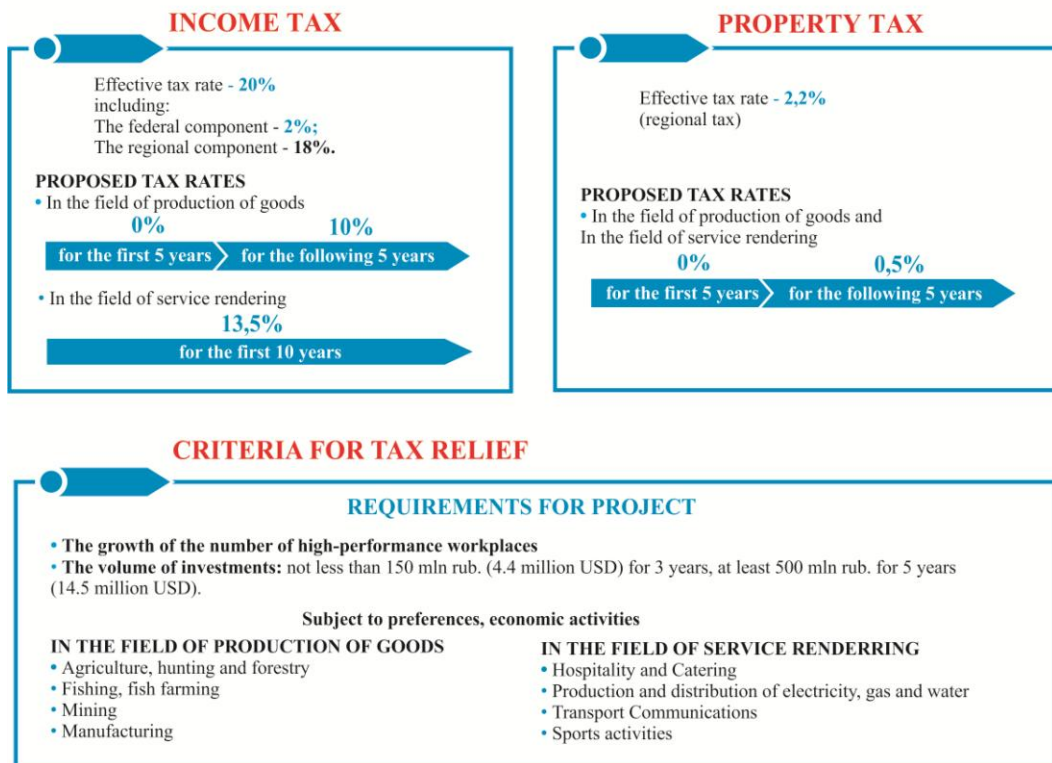 INCOME TAX
Effective tax rate - 20%
including:
The federal component - 2%;
The regional component - 18%.
PROPOSED TAX RATES
• In the field of production of goods
0% 10%
for the first 5 years for the following 5 years
• In the field of service rendering
13,5%
for the first 10 years
PROPERTY TAX
Effective tax rate - 2,2%
(regional tax)
PROPOSED TAX RATES
• In the field of production of goods and
In the field of service rendering
0% 0,5%
for the first 5 years for the following 5 years
CRITERIA FOR TAX RELIEF
REQUIREMENTS FOR PROJECT
• The growth of the number of high-performance workplaces
• The volume of investments: not less than 150 mln rub. (4.4 million USD) for 3 years, at least 500 mln rub. for 5 years
(14.5 million USD).
Subject to preferences, economic activities
IN THE FIELD OF PRODUCTION OF GOODS
• Agriculture, hunting and forestry
• Fishing, fish farming
• Mining
• Manufacturing
IN THE FIELD OF SERVICE RENDERRING
• Hospitality and Catering
• Production and distribution of electricity, gas and water
• Transport Communications
• Sports activities